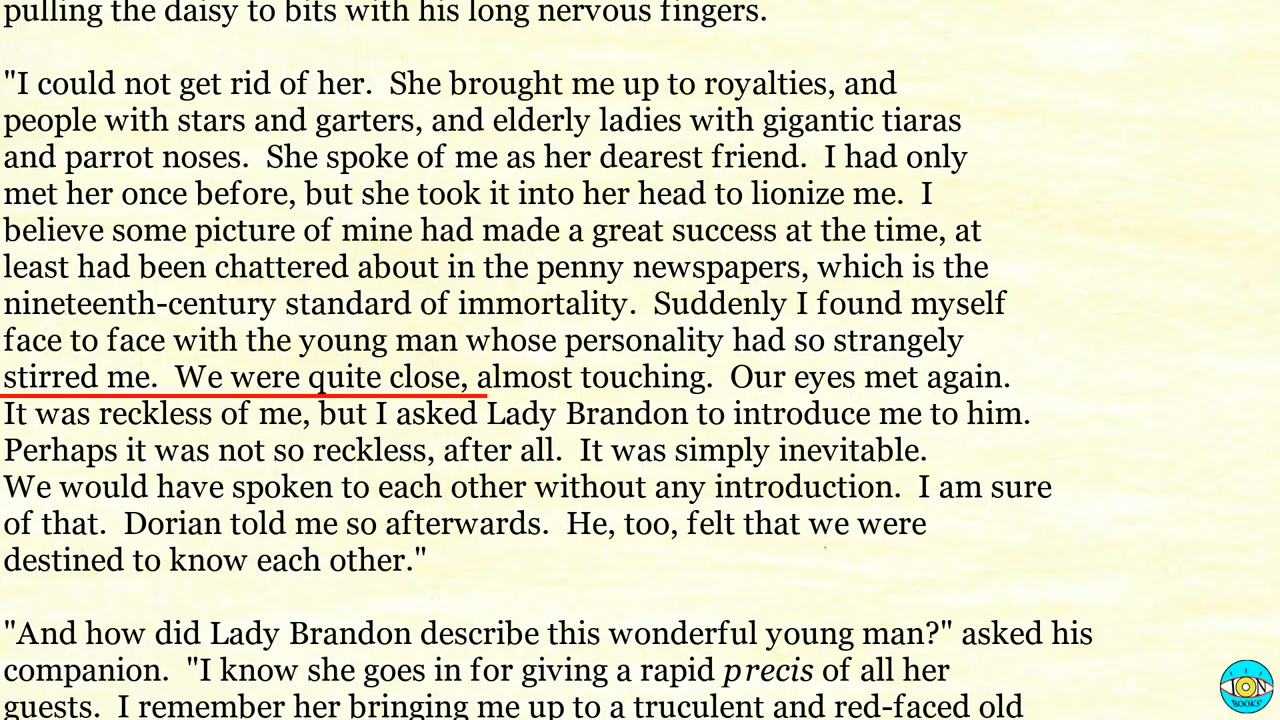 pulling the daisy to bits with his long nervous fingers.
"I could not get rid of her.  She brought me up to royalties, and
people with stars and garters, and elderly ladies with gigantic tiaras
and parrot noses.  She spoke of me as her dearest friend.  I had only
met her once before, but she took it into her head to lionize me.  I
believe some picture of mine had made a great success at the time, at
least had been chattered about in the penny newspapers, which is the
nineteenth-century standard of immortality.  Suddenly I found myself
face to face with the young man whose personality had so strangely
stirred me.  We were quite close, almost touching.  Our eyes met again.
It was reckless of me, but I asked Lady Brandon to introduce me to him.
Perhaps it was not so reckless, after all.  It was simply inevitable.
We would have spoken to each other without any introduction.  I am sure
of that.  Dorian told me so afterwards.  He, too, felt that we were
destined to know each other."
"And how did Lady Brandon describe this wonderful young man?" asked his
companion.  "I know she goes in for giving a rapid precis of all her
guests.  I remember her bringing me up to a truculent and red-faced old
ION
BOOKS